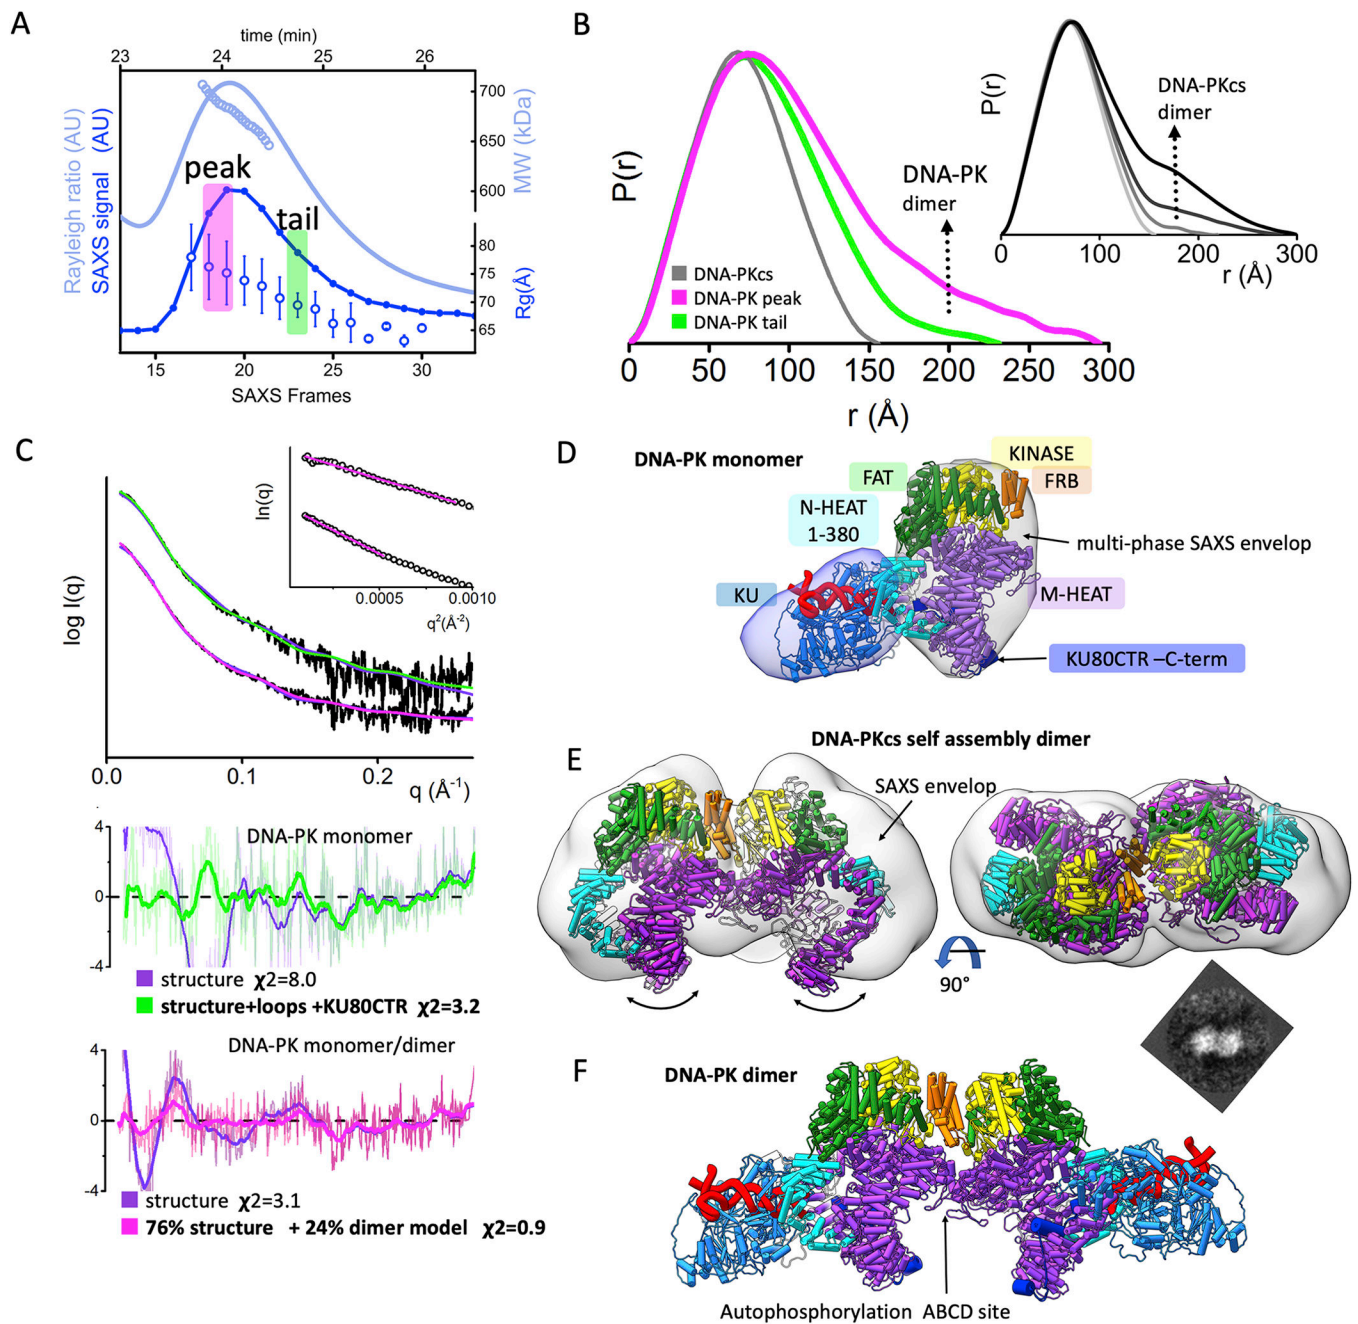 A
time (min)
23 24 25 26
Rayleigh ratio (AU)
SAXS signal (AU)
MW (kDa)
Rg(Å)
700
650
600
80
75
70
65
peak
tail
15 20 25 30
SAXS Frames
B
P(r)
DNA-PK
dimer
DNA-PKcs
DNA-PK peak
DNA-PK tail
0 50 100 150 200 250 300
r (Å)
P(r)
DNA-PKcs
dimer
0 100 200 300
r (Å)
C
log I(q)
ln(q)
0.0005 0.0010
q²(Å⁻²)
0.0 0.1 0.2
q (Å⁻¹)
DNA-PK monomer
4
0
-4
structure χ2=8.0
structure+loops +KU80CTR χ2=3.2
DNA-PK monomer/dimer
4
0
-4
structure χ2=3.1
76% structure + 24% dimer model χ2=0.9
D
DNA-PK monomer
KINASE
FAT
FRB
N-HEAT
1-380
multi-phase SAXS envelop
KU
M-HEAT
KU80CTR –C-term
DNA-PKcs self assembly dimer
E
SAXS envelop
90°
F
DNA-PK dimer
Autophosphorylation ABCD site